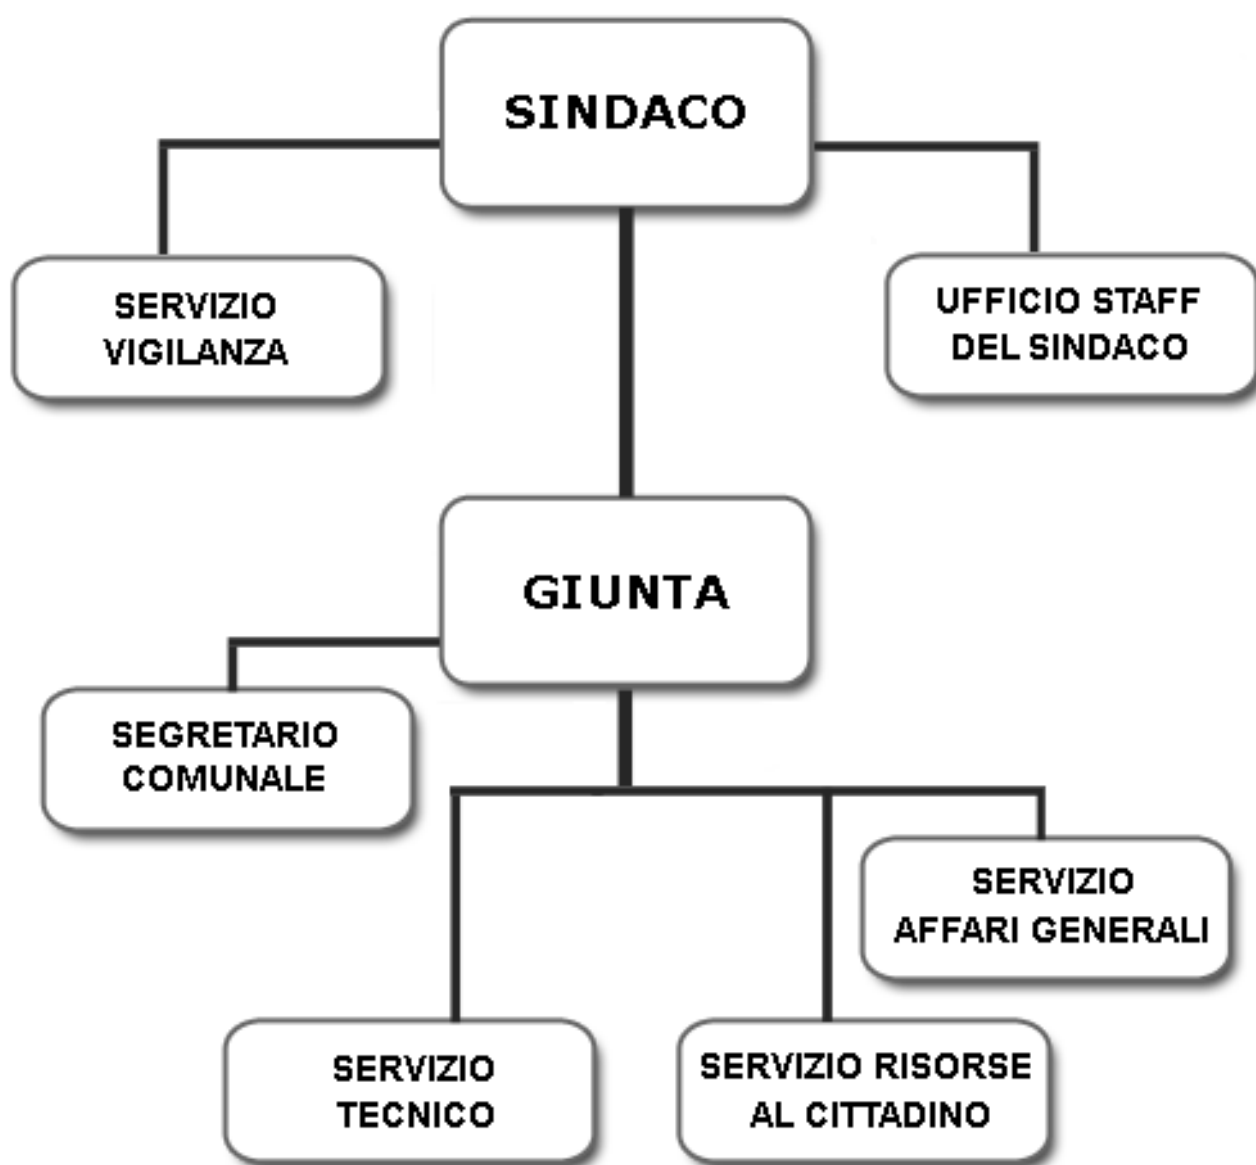 SINDACO
SERVIZIO
VIGILANZA
UFFICIO STAFF
DEL SINDACO
GIUNTA
SEGRETARIO
COMUNALE
SERVIZIO
AFFARI GENERALI
SERVIZIO
TECNICO
SERVIZIO RISORSE
AL CITTADINO